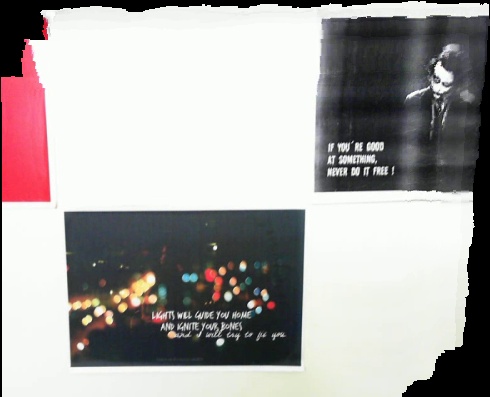 IF YOU'RE GOOD
AT SOMETHING,
NEVER DO IT FREE !
LIGHTS WILL GUIDE YOU HOME
AND IGNITE YOUR BONES
and I will try to fix you